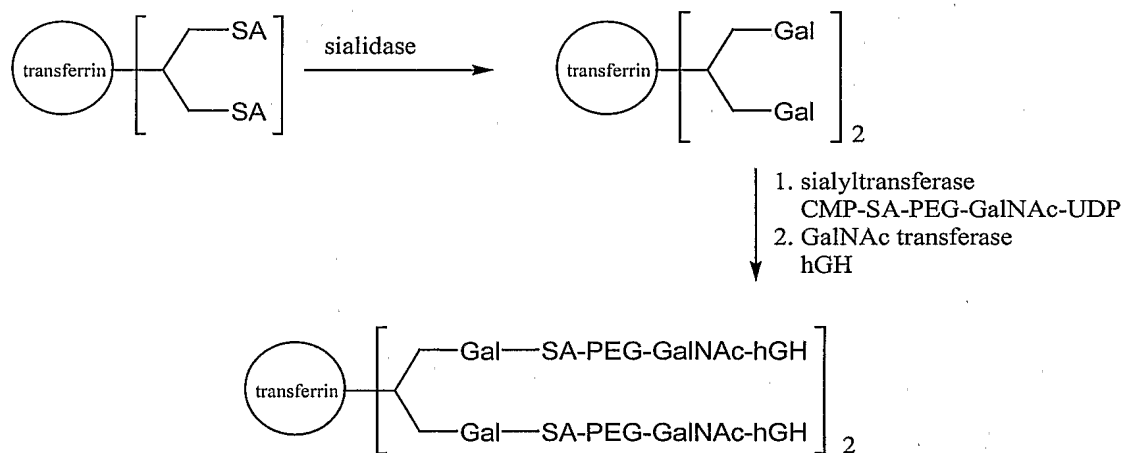 transferrin
SA
SA
sialidase
transferrin
Gal
Gal
2
1. sialyltransferase
CMP-SA-PEG-GalNAc-UDP
2. GalNAc transferase
hGH
transferrin
Gal—SA-PEG-GalNAc-hGH
Gal—SA-PEG-GalNAc-hGH
2